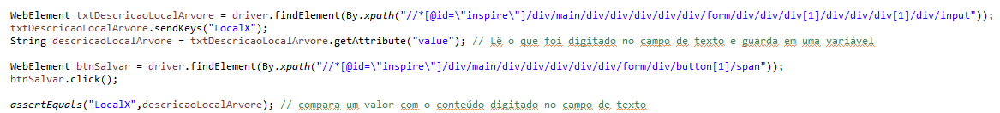 WebElement txtDescricaoLocalArvore = driver.findElement(By.xpath("//*[@id=\"inspire\"]/div/main/div/div/div/div/div/form/div/div/div[1]/div/div/div[1]/div/input"));
txtDescricaoLocalArvore.sendKeys("LocalX");
String descricaoLocalArvore = txtDescricaoLocalArvore.getAttribute("value"); // Lê o que foi digitado no campo de texto e guarda em uma variável
WebElement btnSalvar = driver.findElement(By.xpath("//*[@id=\"inspire\"]/div/main/div/div/div/div/div/form/div/button[1]/span"));
btnSalvar.click();
assertEquals("LocalX",descricaoLocalArvore); // compara um valor com o conteúdo digitado no campo de texto